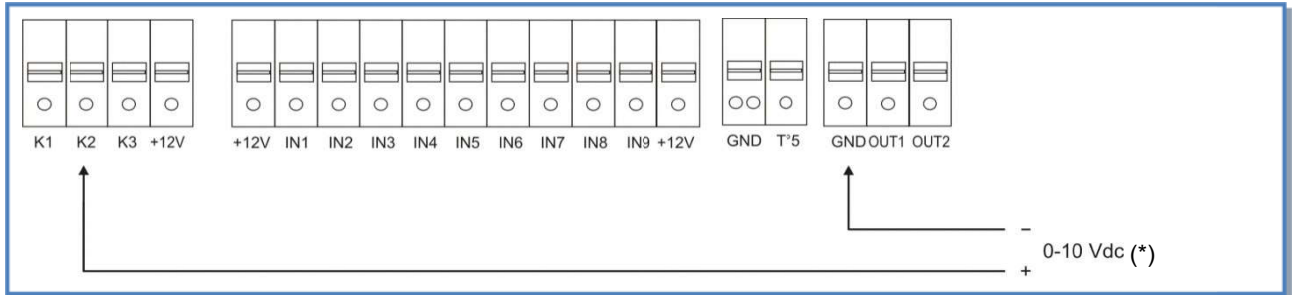 K1 K2 K3 +12V +12V IN1 IN2 IN3 IN4 IN5 IN6 IN7 IN8 IN9 +12V GND T°5 GND OUT1 OUT2
–
0-10 Vdc (*)
+